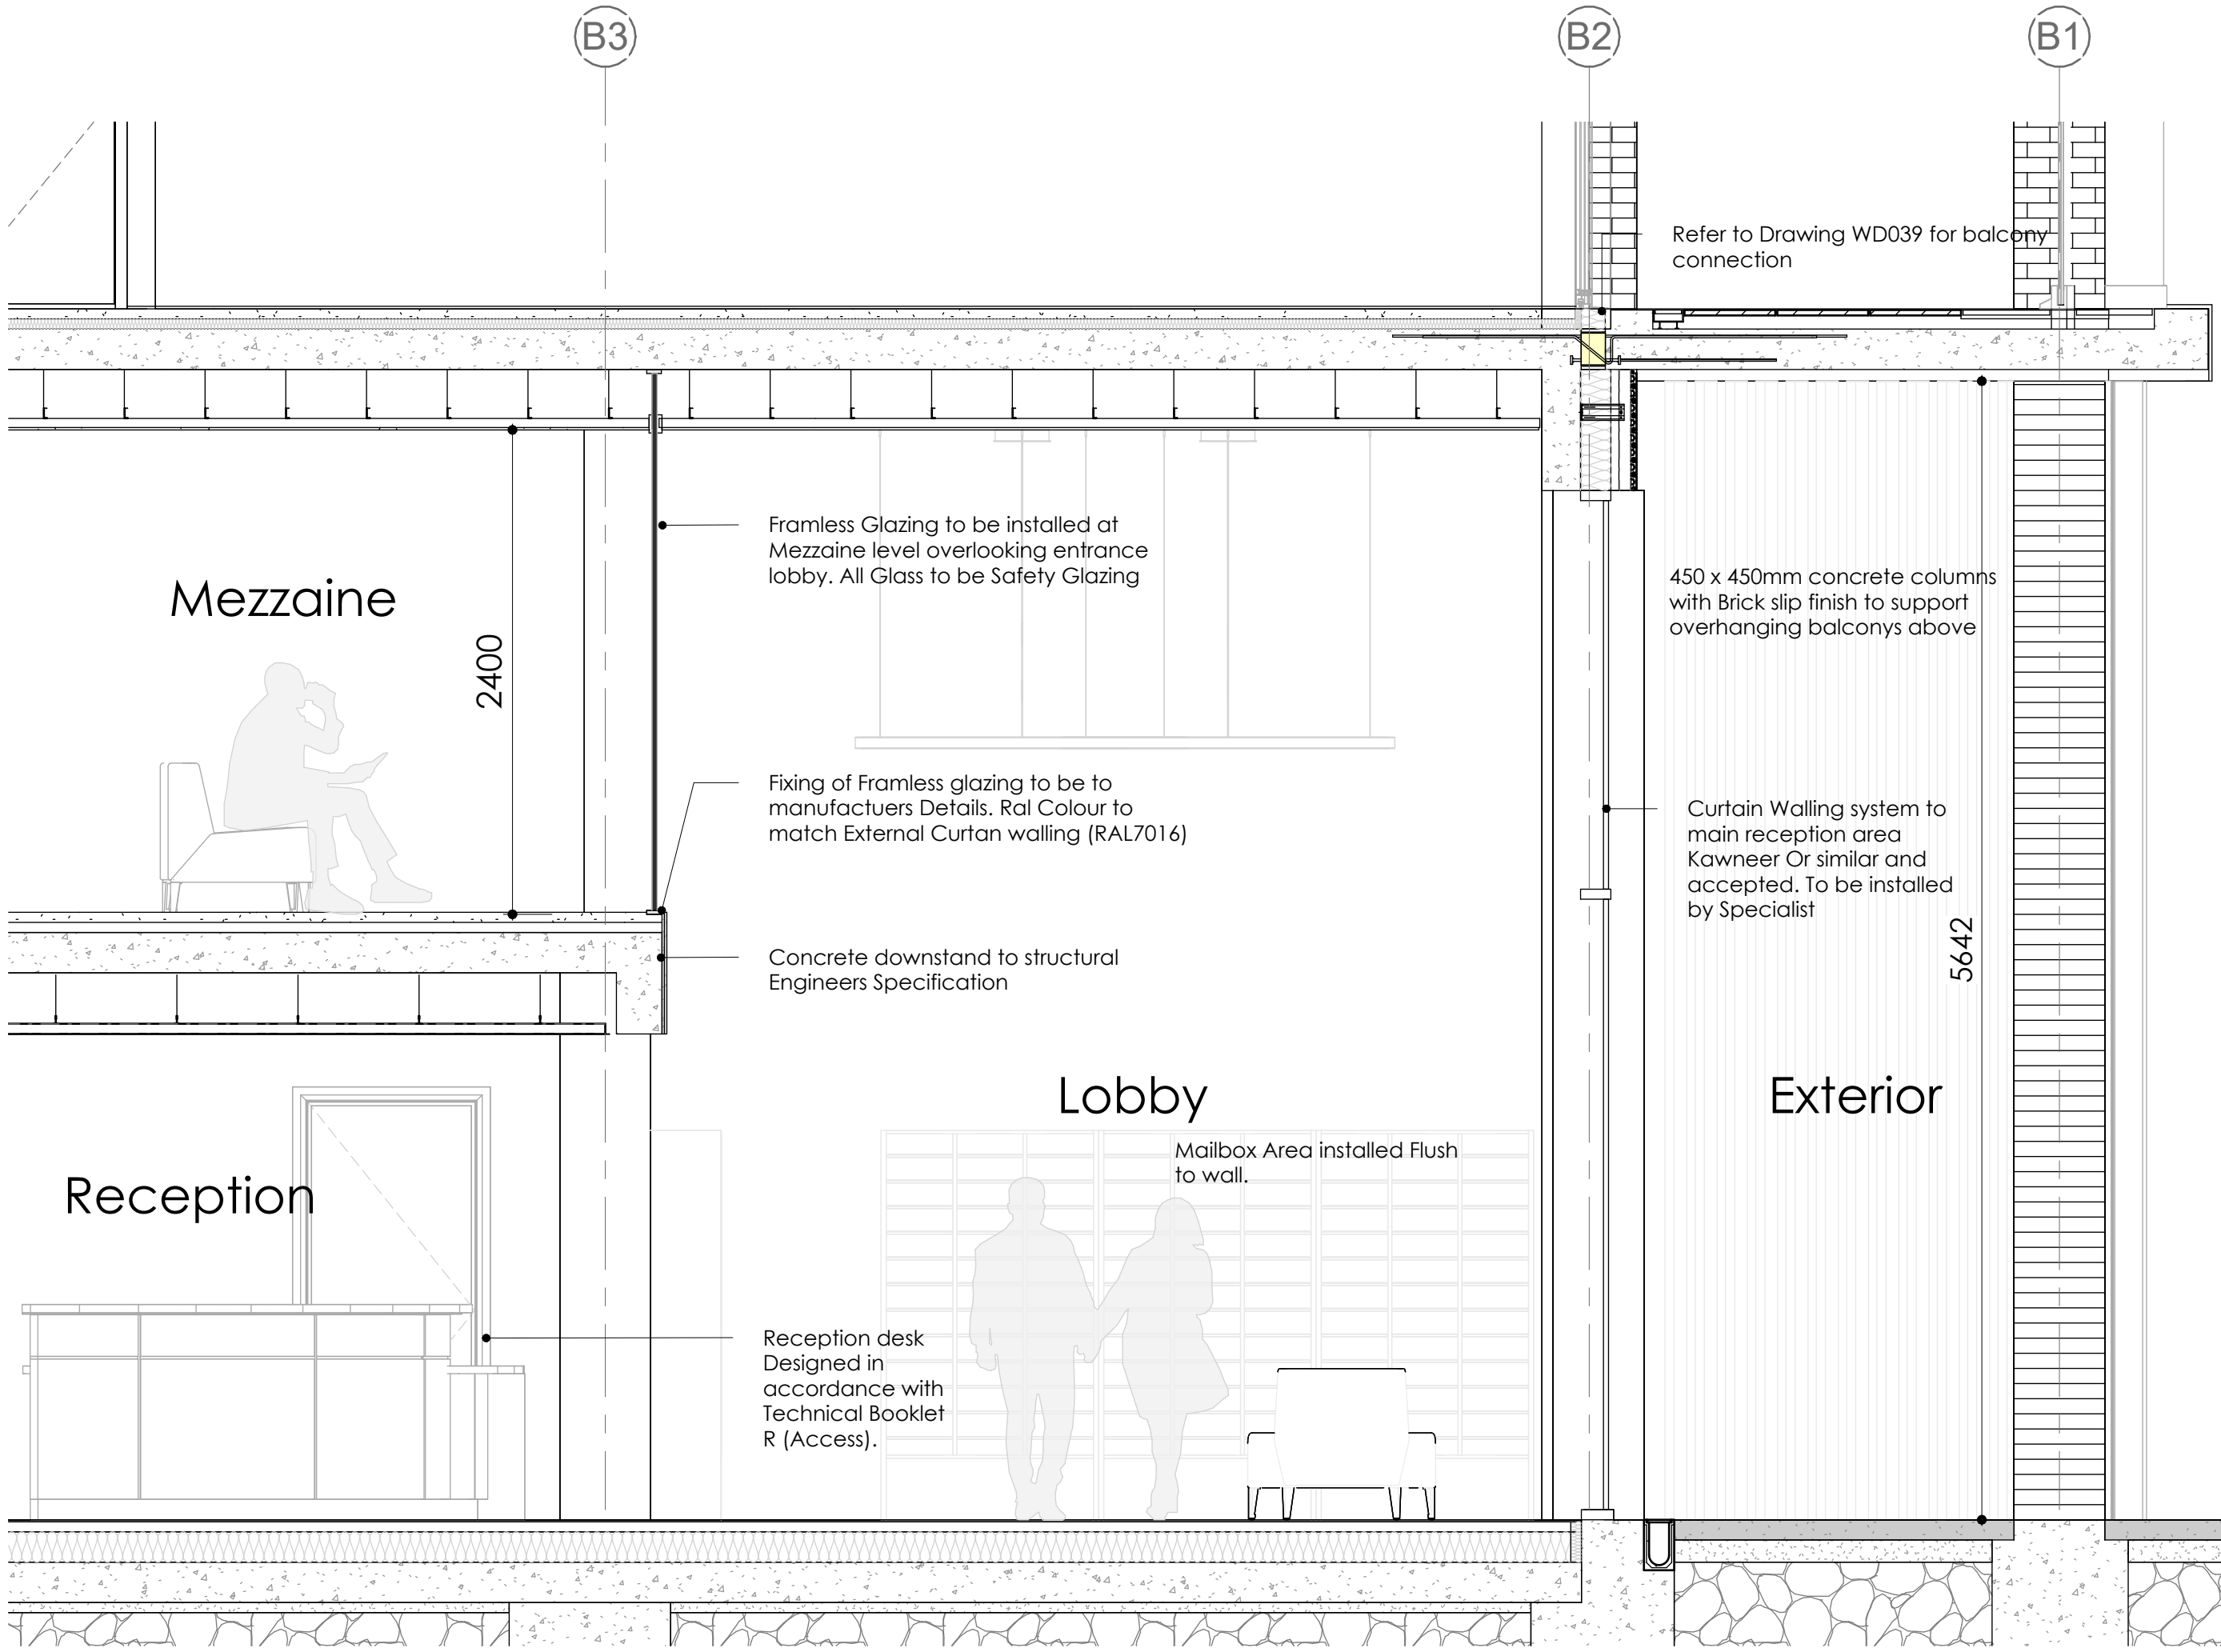 B3
B2
B1
Refer to Drawing WD039 for balcony
connection
Framless Glazing to be installed at
Mezzaine level overlooking entrance
lobby. All Glass to be Safety Glazing
450 x 450mm concrete columns
with Brick slip finish to support
overhanging balconys above
Mezzaine
2400
Fixing of Framless glazing to be to
manufactuers Details. Ral Colour to
match External Curtan walling (RAL7016)
Curtain Walling system to
main reception area
Kawneer Or similar and
accepted. To be installed
by Specialist
5642
Concrete downstand to structural
Engineers Specification
Lobby
Exterior
Mailbox Area installed Flush
to wall.
Reception
Reception desk
Designed in
accordance with
Technical Booklet
R (Access).